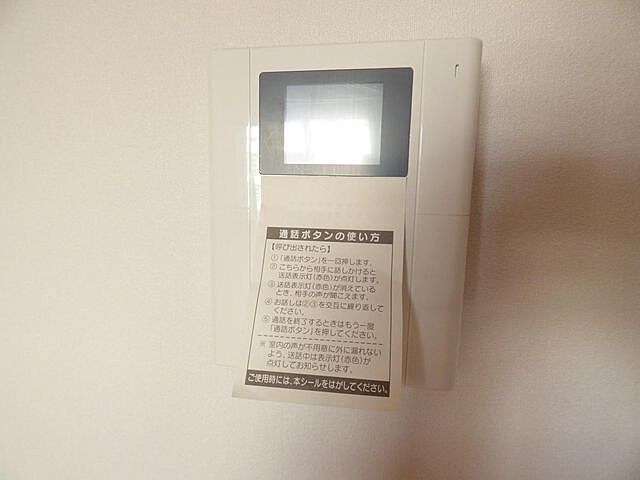 通話ボタンの使い方
【呼び出されたら】
①「通話ボタン」を一回押します。
②こちらから相手に話しかけると
送話表示灯(赤色)が点灯します。
③送話表示灯(赤色)が消えている
とき、相手の声が聞こえます。
④お話しは②③を交互に繰り返して
ください。
⑤通話を終了するときはもう一度
「通話ボタン」を押してください。
※室内の声が不用意に外に漏れない
よう、送話中は表示灯(赤色)が
点灯してお知らせします。
ご使用時には、本シールをはがしてください。